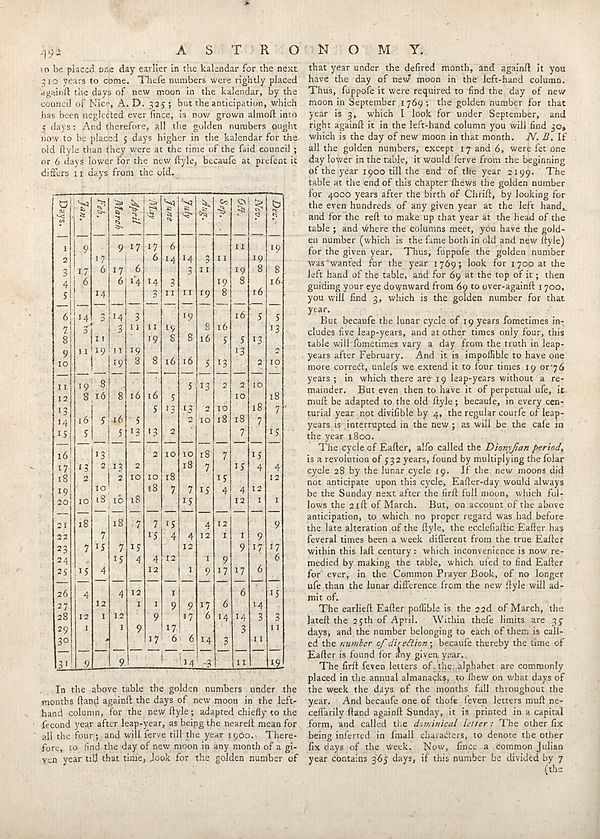 492
A S T R O N O M Y.
to be placed one day earlier in the kalendar for the next
310 years to come. Theſe numbers were rightly placed
againſt the days of new moon in the kalendar, by the
council of Nice, A. D. 325; but the anticipation, which
has been neglected ever ſince, is now grown almoſt into
5 days: And therefore, all the golden numbers ought
now to be placed 5 days higher in the kalendar for the
old ſtyle than they were at the time of the ſaid council;
or 6 days lower for the new ſtyle, becauſe at preſent it
differs 11 days from the old.
Days. Jan. Feb. March April May June July Aug. Sep. Oct. Nov. Dec.
1 9 9 17 17 6 11 19
2 17 6 14 14 3 11 19
3 17 6 17 6 3 11 19 8 8
4 6 6 14 14 3 19 8 16
5 14 3 11 11 19 8 16
6 14 3 14 3 19 16 5 5
7 3 3 11 11 19 8 16 13
8 11 19 8 8 16 5 5 13
9 11 19 11 19 13 2
10 19 8 8 16 16 5 13 2 10
11 19 8 5 13 2 2 10
12 8 16 8 16 16 5 10 18
13 5 13 13 2 10 18 7
14 16 5 16 5 2 10 18 18 7
15 5 5 13 13 2 7 15
16 13 2 10 10 18 7 15
17 13 2 13 2 18 7 15 4 4
18 2 2 10 10 18 15 12
19 10 18 7 7 15 4 4 12
20 10 18 10 18 15 12 1 1
21 18 18 7 7 15 4 12 9
22 7 15 4 4 12 1 1 9
23 7 15 7 15 12 9 17 17
24 15 4 4 12 1 9 6
25 15 4 12 1 9 17 17 6
26 4 4 12 1 6 15
27 12 1 1 9 9 17 6 14
28 12 1 12 9 17 6 14 14 3 3
29 1 1 9 17 3 11
30 17 6 6 14 3 11
31 9 9 14 3 11 19
In the above table the golden numbers under the
months ſtand againſt the days of new moon in the left-
hand column, for the new ſtyle; adapted chiefly to the
ſecond year after leap-year, as being the neareſt mean for
all the four; and will ſerve till the year 1900. There-
fore, to find the day of new moon in any month of a gi-
ven year till that time, look for the golden number of
that year under the deſired month, and againſt it you
have the day of new moon in the left-hand column.
Thus, ſuppoſe it were required to find the day of new
moon in September 1769; the golden number for that
year is 3, which I look for under September, and
right againſt it in the left-hand column you will find 30,
which is the day of new moon in that month. N. B. If
all the golden numbers, except 17 and 6, were ſet one
day lower in the table, it would ſerve from the beginning
of the year 1900 till the end of the year 2199. The
table at the end of this chapter ſhews the golden number
for 4000 years after the birth of Chriſt, by looking for
the even hundreds of any given year at the left hand,
and for the reſt to make up that year at the head of the
table; and where the columns meet, you have the gold-
en number (which is the ſame both in old and new ſtyle)
for the given year. Thus, ſuppoſe the golden number
was wanted for the year 1769; look for 1700 at the
left hand of the table, and for 69 at the top of it; then
guiding your eye downward from 69 to over-againſt 1700,
you will find 3, which is the golden number for that
year.
But becauſe the lunar cycle of 19 years ſometimes in-
cludes five leap-years, and at other times only four, this
table will ſometimes vary a day from the truth in leap-
years after February. And it is impoſſible to have one
more correct, unleſs we extend it to four times 19 or 76
years; in which there are 19 leap-years without a re-
mainder. But even then to have it of perpetual uſe, it
muſt be adapted to the old ſtyle; becauſe, in every cen-
turial year not diviſible by 4, the regular courſe of leap-
years is interrupted in the new; as will be the caſe in
the year 1800.
The cycle of Eaſter, alſo called the Dionyſian period,
is a revolution of 532 years, found by multiplying the ſolar
cycle 28 by the lunar cycle 19. If the new moons did
not anticipate upon this cycle, Eaſter-day would always
be the Sunday next after the firſt full moon, which fol-
lows the 21ſt of March. But, on account of the above
anticipation, to which no proper regard was had before
the late alteration of the ſtyle, the eccleſiaſtic Eaſter has
ſeveral times been a week different from the true Eaſter
within this laſt century: which inconvenience is now re-
medied by making the table, which uſed to find Eaſter
for ever, in the Common Prayer Book, of no longer
uſe than the lunar difference from the new ſtyle will ad-
mit of.
The earlieſt Eaſter poſſible is the 22d of March, the
lateſt the 25th of April. Within theſe limits are 35
days, and the number belonging to each of them is call-
ed the number of direction; becauſe thereby the time of
Eaſter is found for any given year.
The firſt ſeven letters of the alphabet are commonly
placed in the annual almanacks, to ſhew on what days of
the week the days of the months fall throughout the
year. And becauſe one of thoſe ſeven letters muſt ne-
ceſſarily ſtand againſt Sunday, it is printed in a capital
form, and called the dominical letter: The other ſix
being inſerted in ſmall characters, to denote the other
ſix days of the week. Now, ſince a common Julian
year contains 365 days, if this number be divided by 7
(the